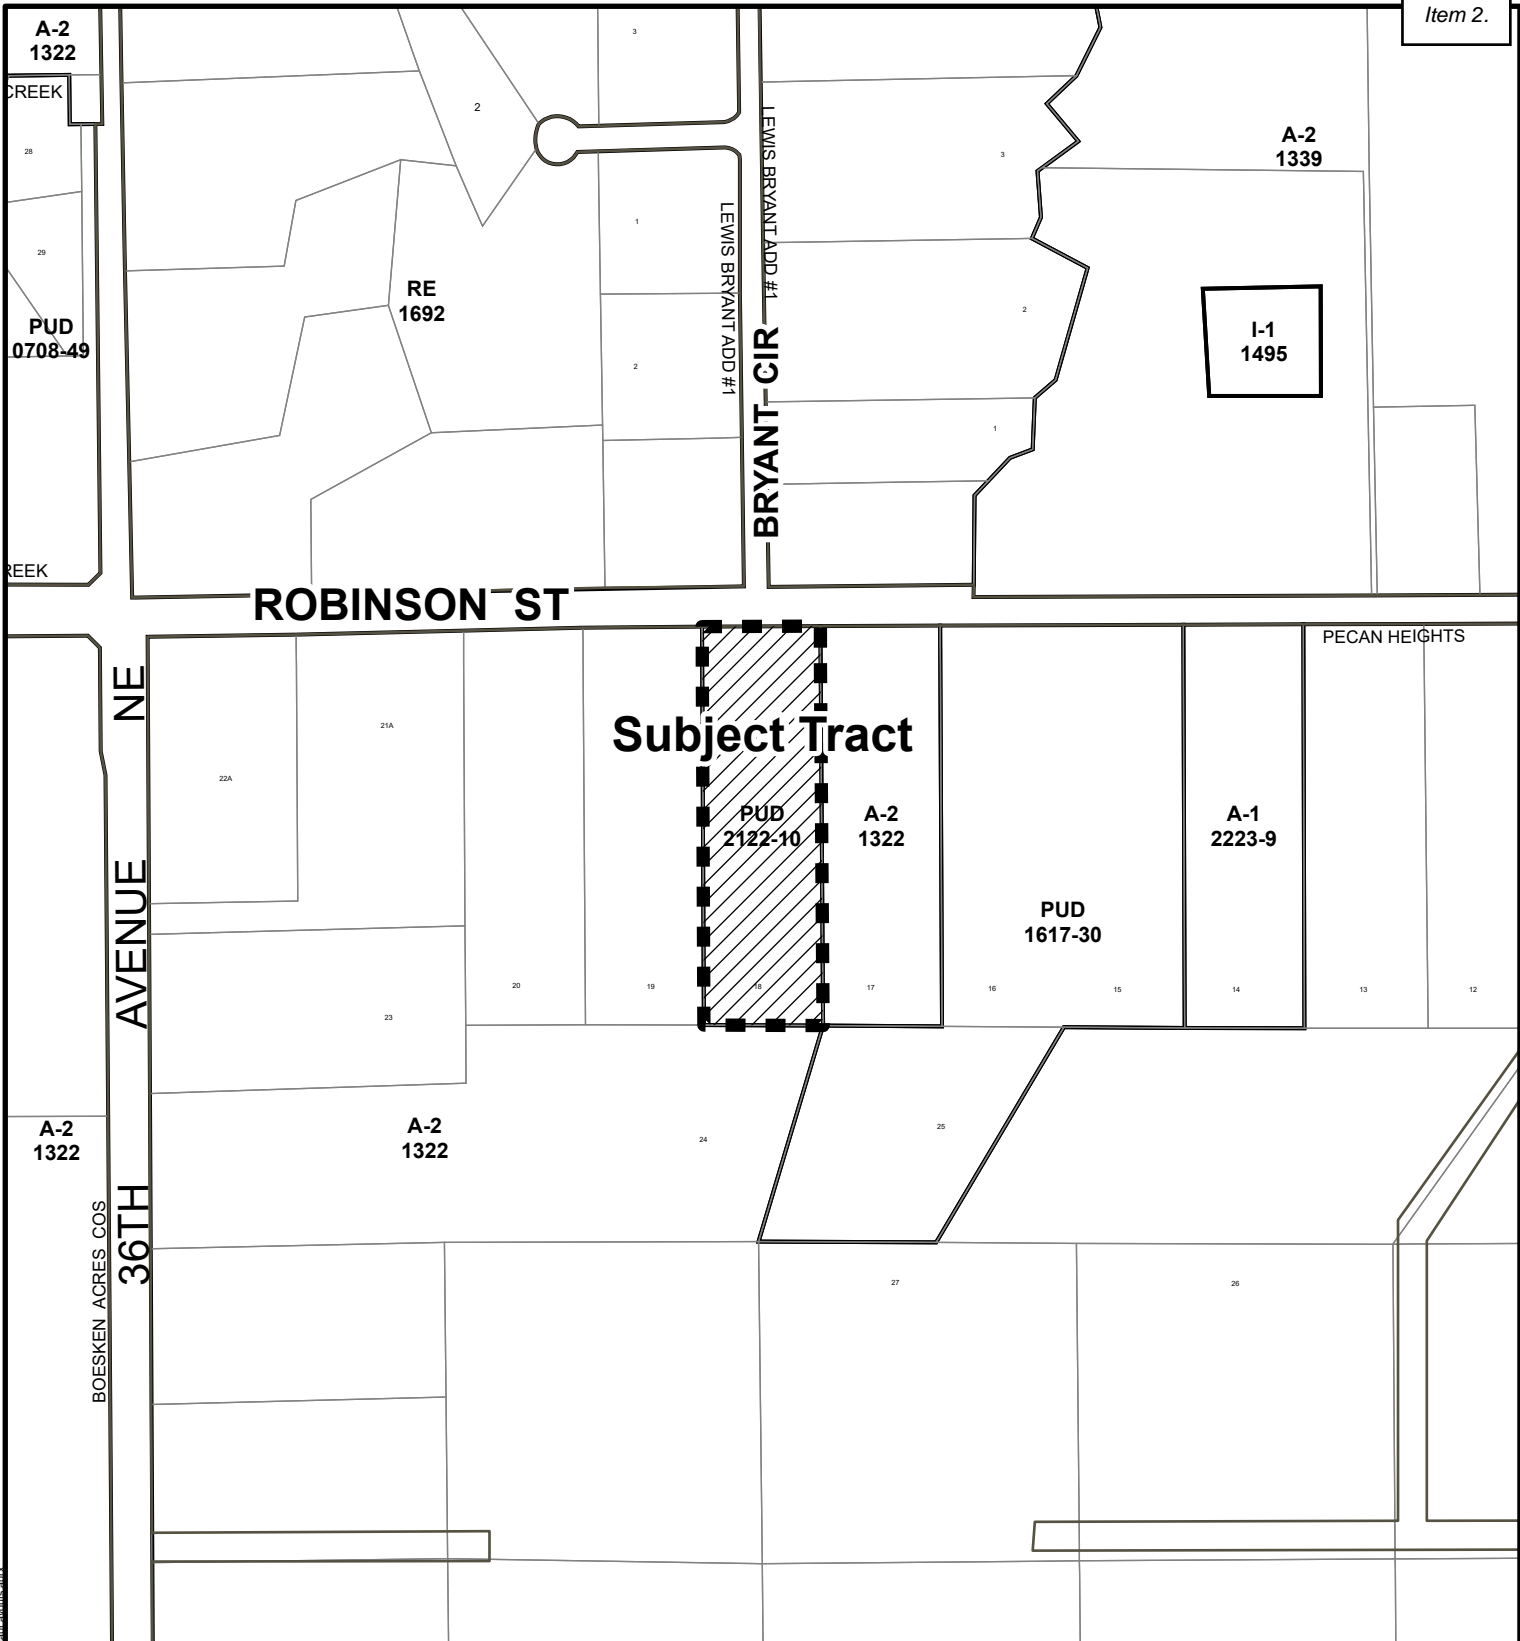 Item 2.
A-2
1322
CREEK
28
29
PUD
0708-49
REEK
2
3
RE
1692
1
2
LEWIS BRYANT ADD #1
LEWIS BRYANT ADD #1
BRYANT CIR
3
2
1
A-2
1339
I-1
1495
ROBINSON ST
PECAN HEIGHTS
NE
AVENUE
36TH
22A
21A
Subject Tract
PUD
2122-10
A-2
1322
PUD
1617-30
A-1
2223-9
23
20
19
18
17
16
15
14
13
12
A-2
1322
A-2
1322
24
25
BOESKEN ACRES COS
27
26